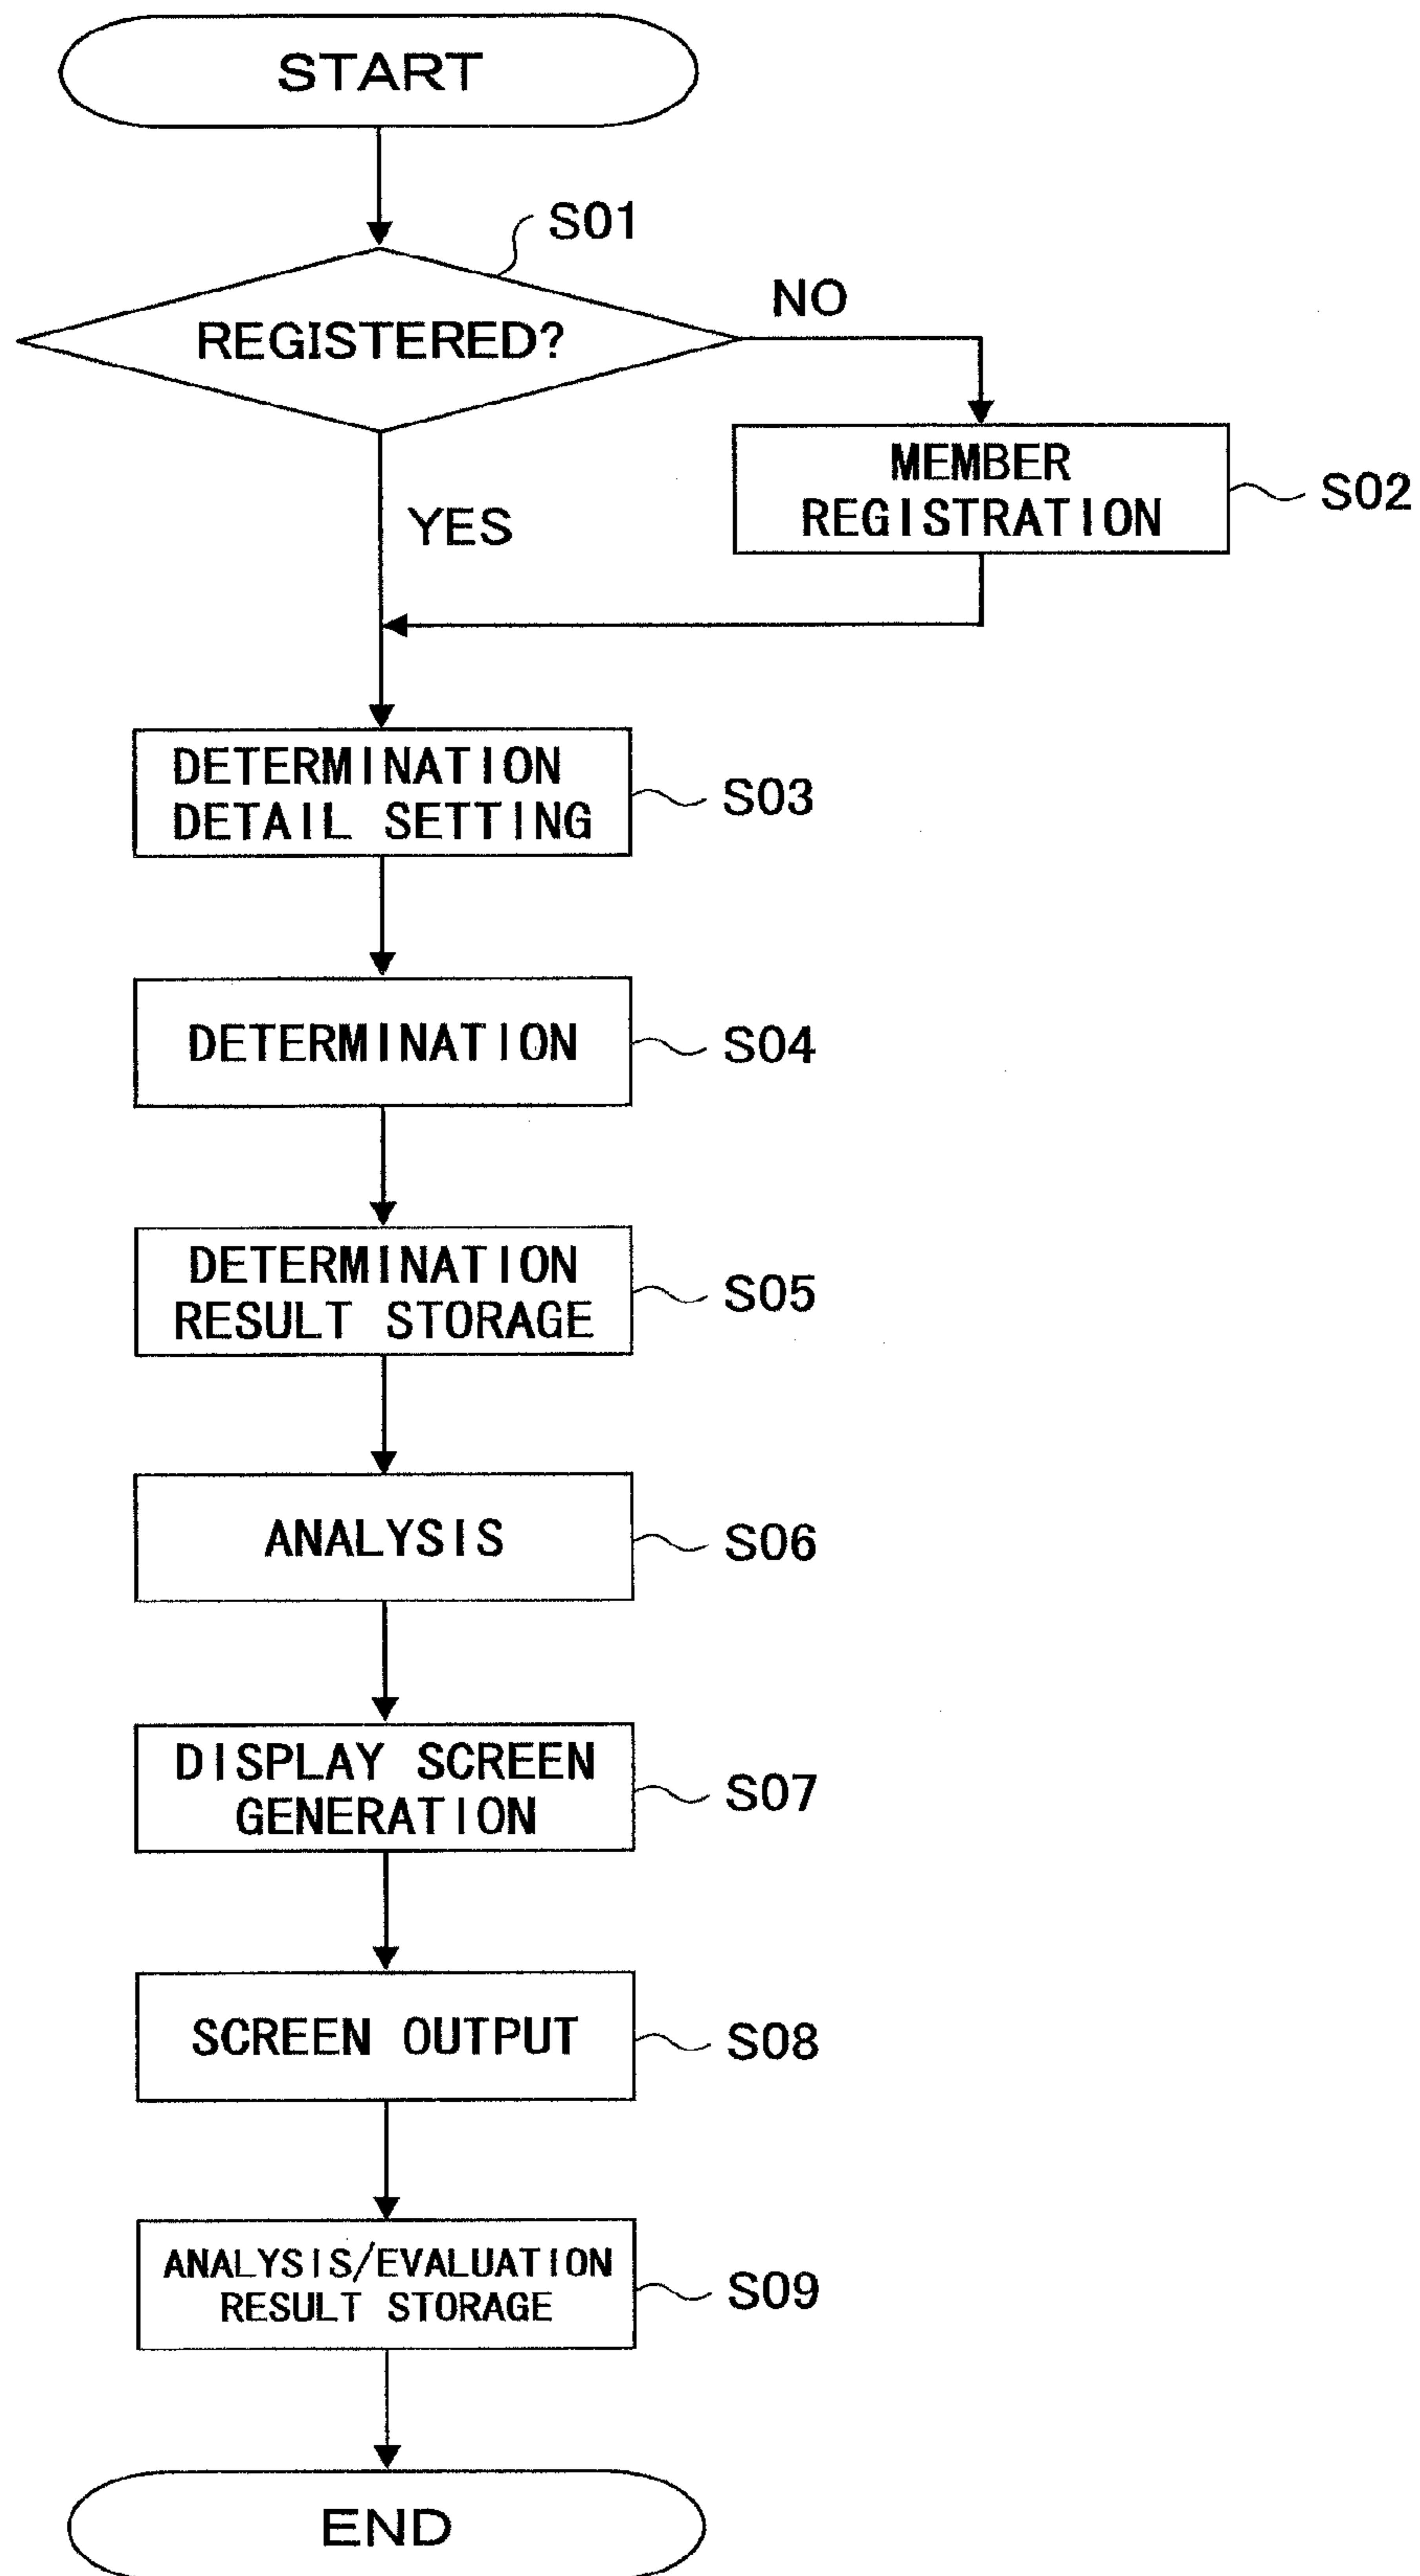 START
S01
REGISTERED?
NO
MEMBER
REGISTRATION
S02
YES
DETERMINATION
DETAIL SETTING
S03
DETERMINATION
S04
DETERMINATION
RESULT STORAGE
S05
ANALYSIS
S06
DISPLAY SCREEN
GENERATION
S07
SCREEN OUTPUT
S08
ANALYSIS/EVALUATION
RESULT STORAGE
S09
END